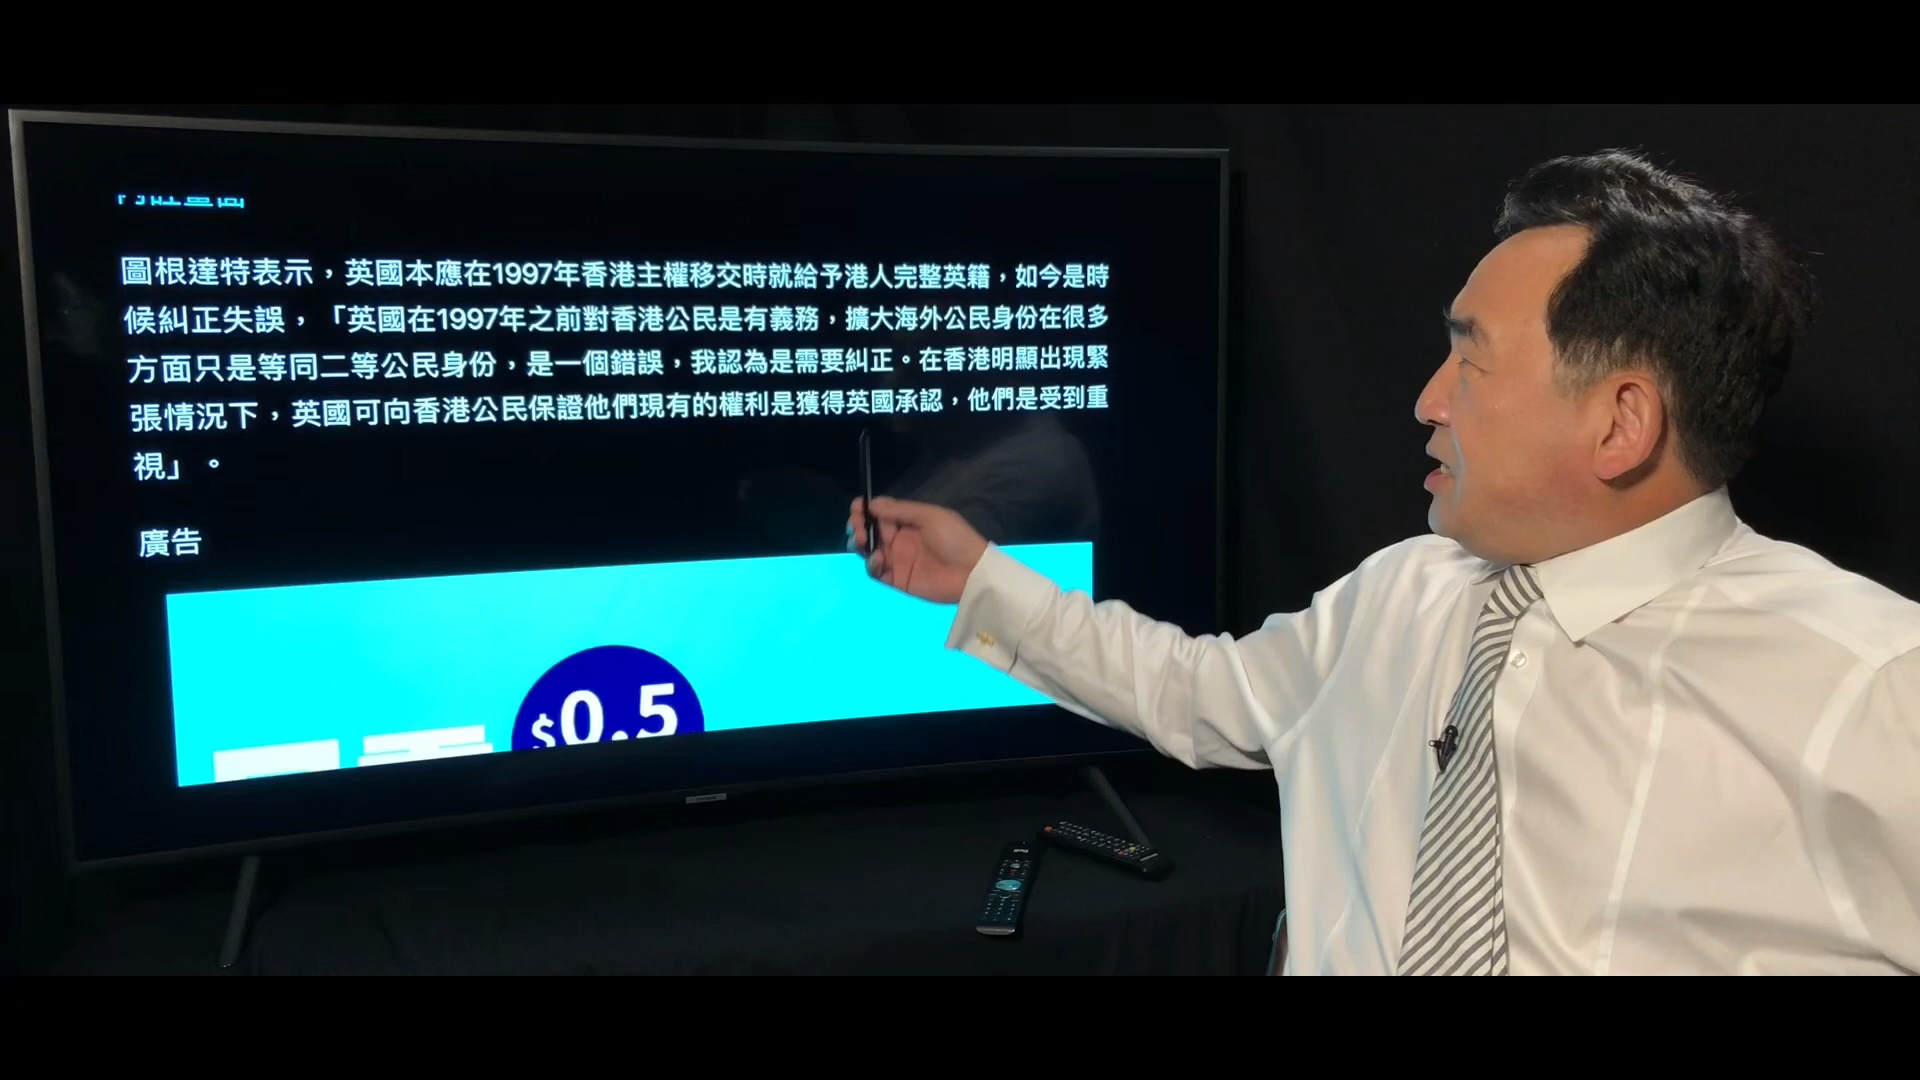 圖根達特表示，英國本應在1997年香港主權移交時就給予港人完整英籍，如今是時
候糾正失誤，「英國在1997年之前對香港公民是有義務，擴大海外公民身份在很多
方面只是等同二等公民身份，是一個錯誤，我認為是需要糾正。在香港明顯出現緊
張情況下，英國可向香港公民保證他們現有的權利是獲得英國承認，他們是受到重
視」。
廣告
$0.5